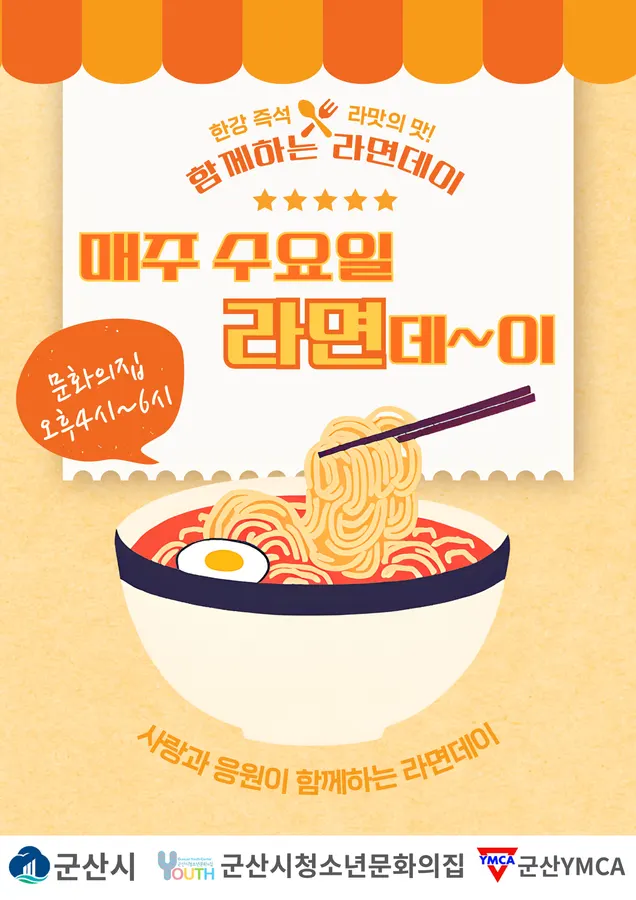 한강 즉석 라맛의 맛!
함께하는 라면데이
매주 수요일
라면데~이
문화의집
오후4시~6시
사랑과 응원이 함께하는 라면데이
군산시
YOUTH
군산시청소년문화의집
YMCA
군산YMCA